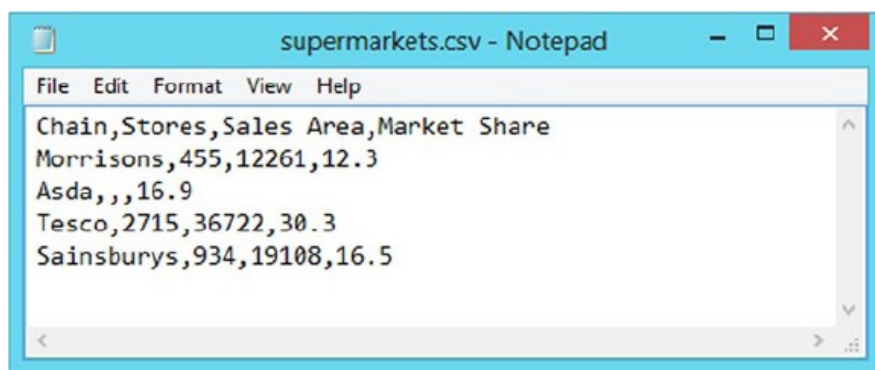 supermarkets.csv - Notepad
File Edit Format View Help
Chain,Stores,Sales Area,Market Share
Morrisons,455,12261,12.3
Asda,,,16.9
Tesco,2715,36722,30.3
Sainsburys,934,19108,16.5